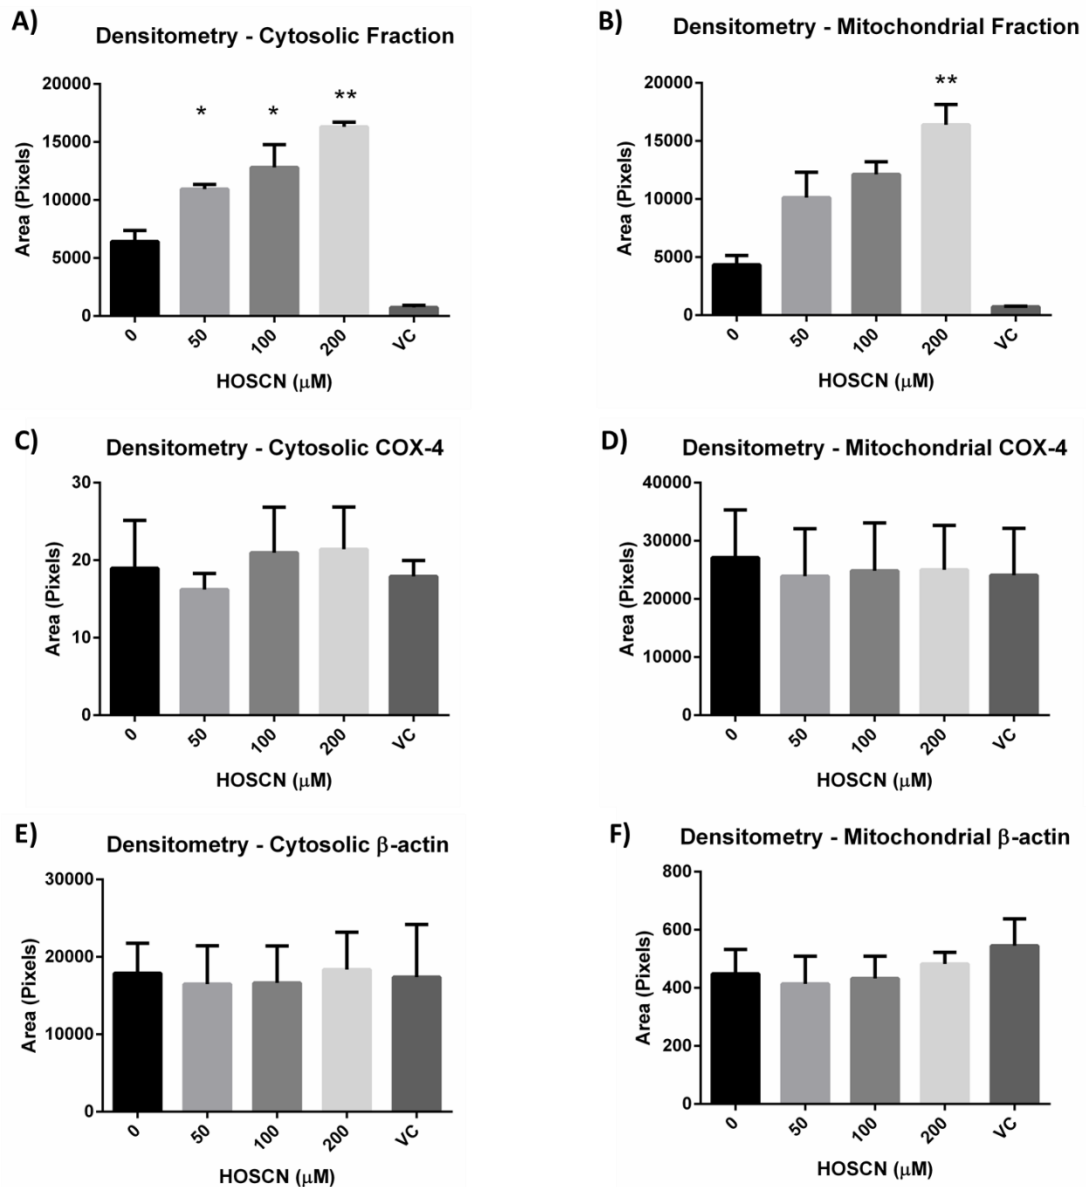 A)
Densitometry - Cytosolic Fraction
20000
15000
10000
5000
0
Area (Pixels)
* * **
0 50 100 200 VC
HOSCN (μM)
B)
Densitometry - Mitochondrial Fraction
20000
15000
10000
5000
0
Area (Pixels)
**
0 50 100 200 VC
HOSCN (μM)
C)
Densitometry - Cytosolic COX-4
30
20
10
0
Area (Pixels)
0 50 100 200 VC
HOSCN (μM)
D)
Densitometry - Mitochondrial COX-4
40000
30000
20000
10000
0
Area (Pixels)
0 50 100 200 VC
HOSCN (μM)
E)
Densitometry - Cytosolic β-actin
30000
20000
10000
0
Area (Pixels)
0 50 100 200 VC
HOSCN (μM)
F)
Densitometry - Mitochondrial β-actin
800
600
400
200
0
Area (Pixels)
0 50 100 200 VC
HOSCN (μM)